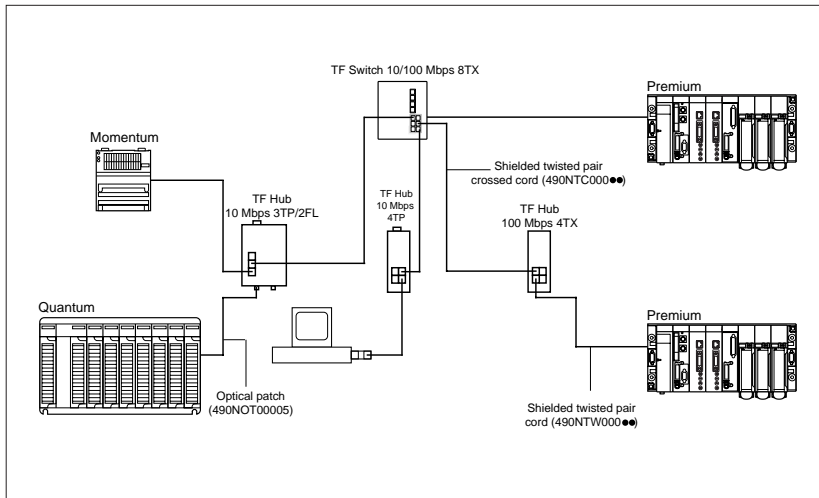 TF Switch 10/100 Mbps 8TX
Premium
Momentum
Shielded twisted pair
crossed cord (490NTC000●●)
TF Hub
10 Mbps 3TP/2FL
TF Hub
10 Mbps
4TP
TF Hub
100 Mbps 4TX
Quantum
Premium
Optical patch
(490NOT00005)
Shielded twisted pair
cord (490NTW000●●)